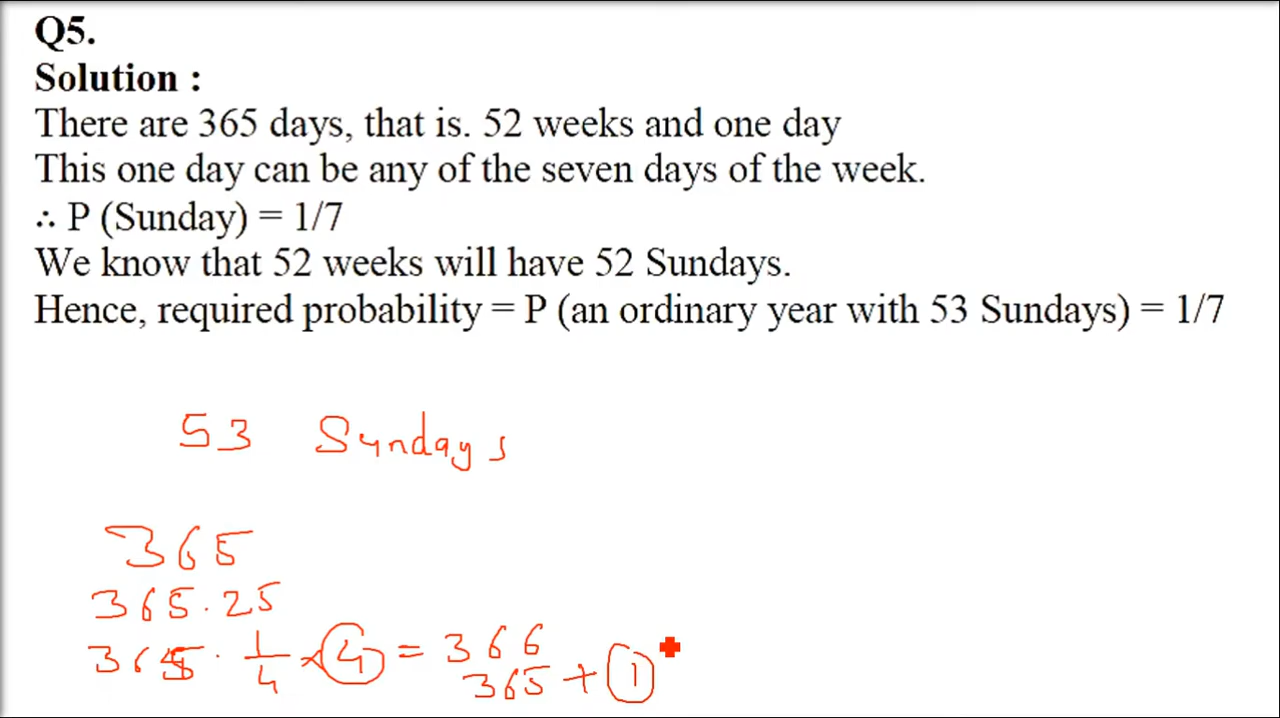 Q5.
Solution :
There are 365 days, that is. 52 weeks and one day
This one day can be any of the seven days of the week.
∴ P (Sunday) = 1/7
We know that 52 weeks will have 52 Sundays.
Hence, required probability = P (an ordinary year with 53 Sundays) = 1/7
53 Sundays
365
365.25
365 · 1/4 × 4 = 366
365 + 1